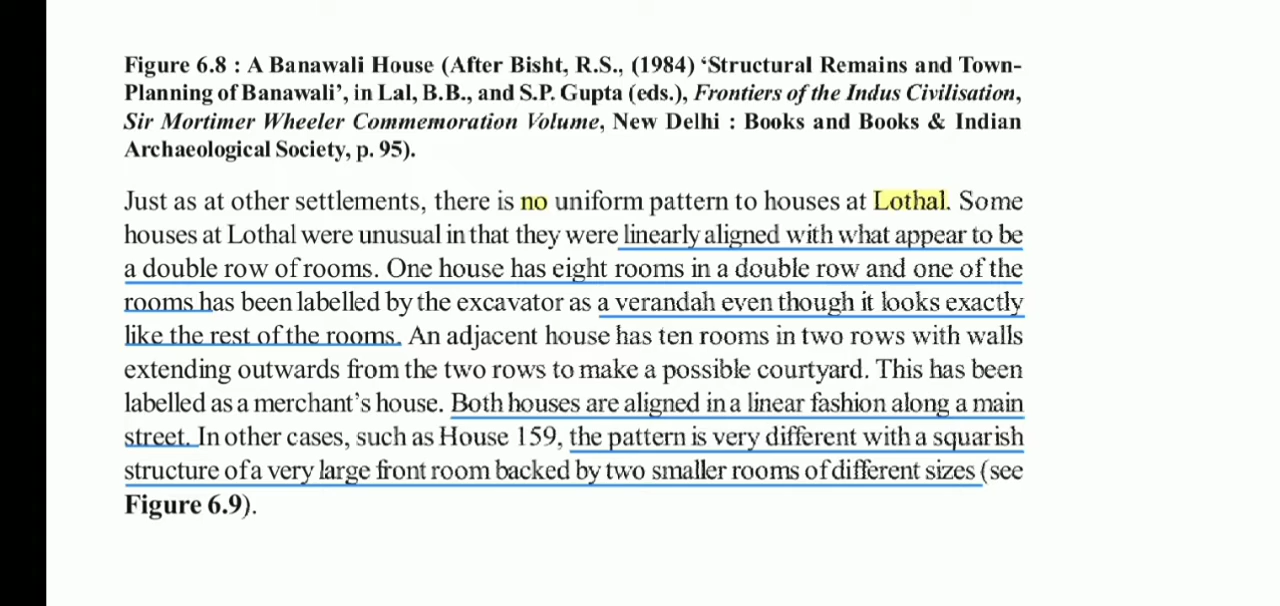 Figure 6.8 : A Banawali House (After Bisht, R.S., (1984) ‘Structural Remains and Town-
Planning of Banawali’, in Lal, B.B., and S.P. Gupta (eds.), Frontiers of the Indus Civilisation,
Sir Mortimer Wheeler Commemoration Volume, New Delhi : Books and Books & Indian
Archaeological Society, p. 95).
Just as at other settlements, there is no uniform pattern to houses at Lothal. Some
houses at Lothal were unusual in that they were linearly aligned with what appear to be
a double row of rooms. One house has eight rooms in a double row and one of the
rooms has been labelled by the excavator as a verandah even though it looks exactly
like the rest of the rooms. An adjacent house has ten rooms in two rows with walls
extending outwards from the two rows to make a possible courtyard. This has been
labelled as a merchant’s house. Both houses are aligned in a linear fashion along a main
street. In other cases, such as House 159, the pattern is very different with a squarish
structure of a very large front room backed by two smaller rooms of different sizes (see
Figure 6.9).